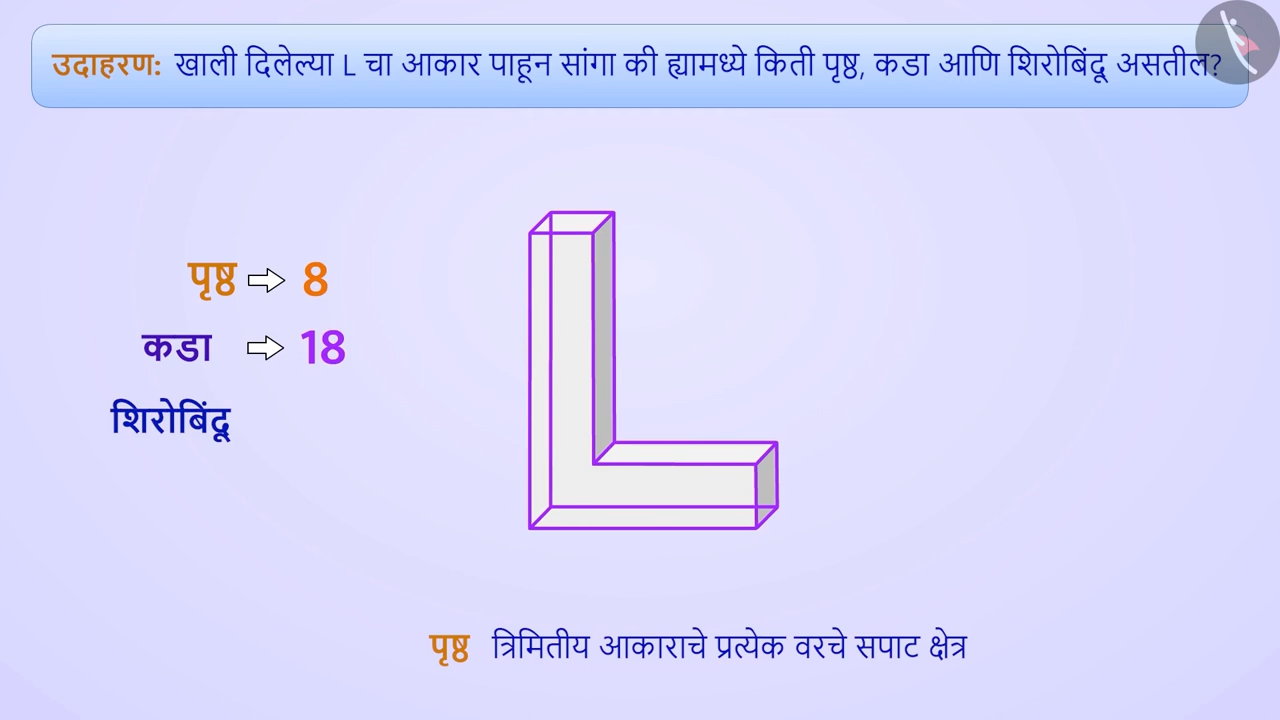 उदाहरण: खाली दिलेल्या L चा आकार पाहून सांगा की ह्यामध्ये किती पृष्ठ, कडा आणि शिरोबिंदू असतील?
पृष्ठ ⇨ 8
कडा ⇨ 18
शिरोबिंदू
पृष्ठ त्रिमितीय आकाराचे प्रत्येक वरचे सपाट क्षेत्र